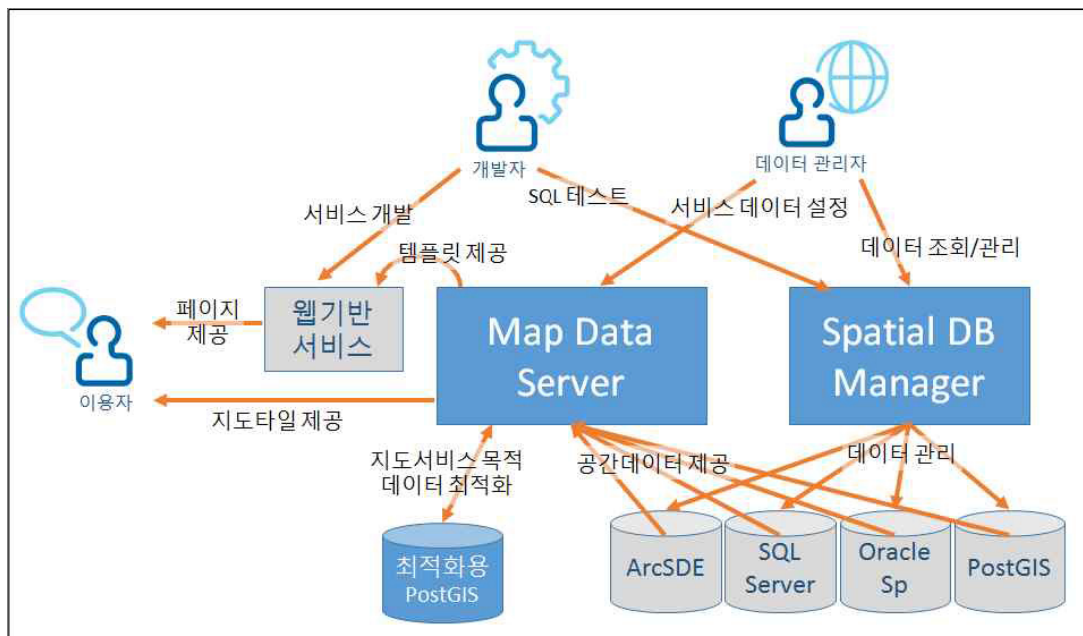 개발자
데이터 관리자
SQL 테스트
서비스 데이터 설정
서비스 개발
데이터 조회/관리
템플릿 제공
페이지
제공
웹기반
서비스
Map Data
Server
Spatial DB
Manager
이용자
지도타일 제공
지도서비스 목적
데이터 최적화
공간데이터 제공
데이터 관리
최적화용
PostGIS
ArcSDE
SQL
Server
Oracle
Sp
PostGIS